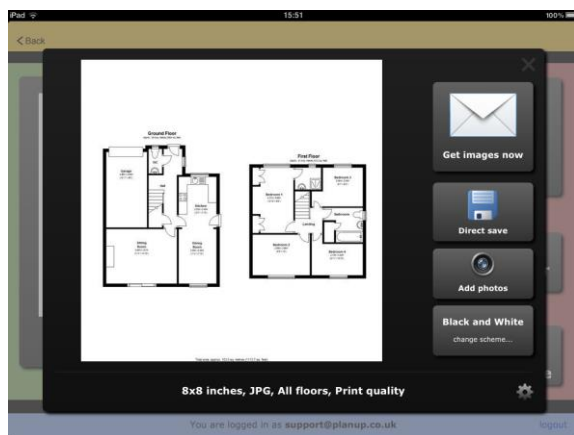 iPad
15:51
100%
Back
Get images now
Direct save
Add photos
Black and White
change scheme...
Ground Floor
First Floor
Garage
WC
Hall
Kitchen
Sitting
Room
Dining
Room
Bedroom 1
Bedroom 3
Bathroom
Landing
Bedroom 2
Bedroom 4
8x8 inches, JPG, All floors, Print quality
You are logged in as support@planup.co.uk
logout